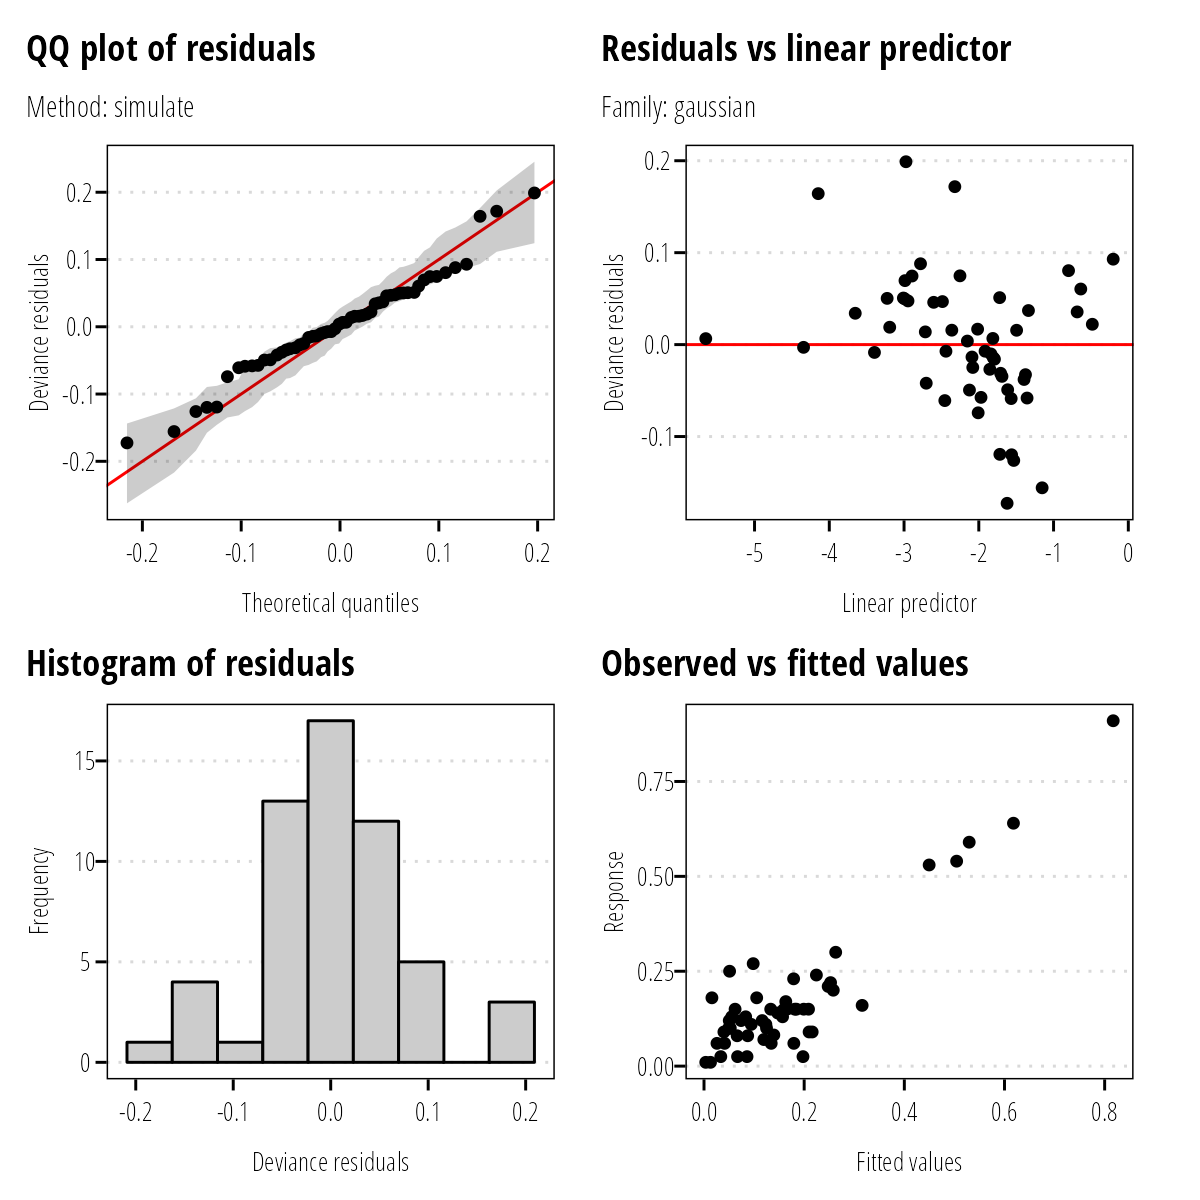 QQ plot of residuals
Method: simulate
Deviance residuals
0.2
0.1
0.0
-0.1
-0.2
-0.2 -0.1 0.0 0.1 0.2
Theoretical quantiles
Residuals vs linear predictor
Family: gaussian
Deviance residuals
0.2
0.1
0.0
-0.1
-5 -4 -3 -2 -1 0
Linear predictor
Histogram of residuals
Frequency
15
10
5
0
-0.2 -0.1 0.0 0.1 0.2
Deviance residuals
Observed vs fitted values
Response
0.75
0.50
0.25
0.00
0.0 0.2 0.4 0.6 0.8
Fitted values